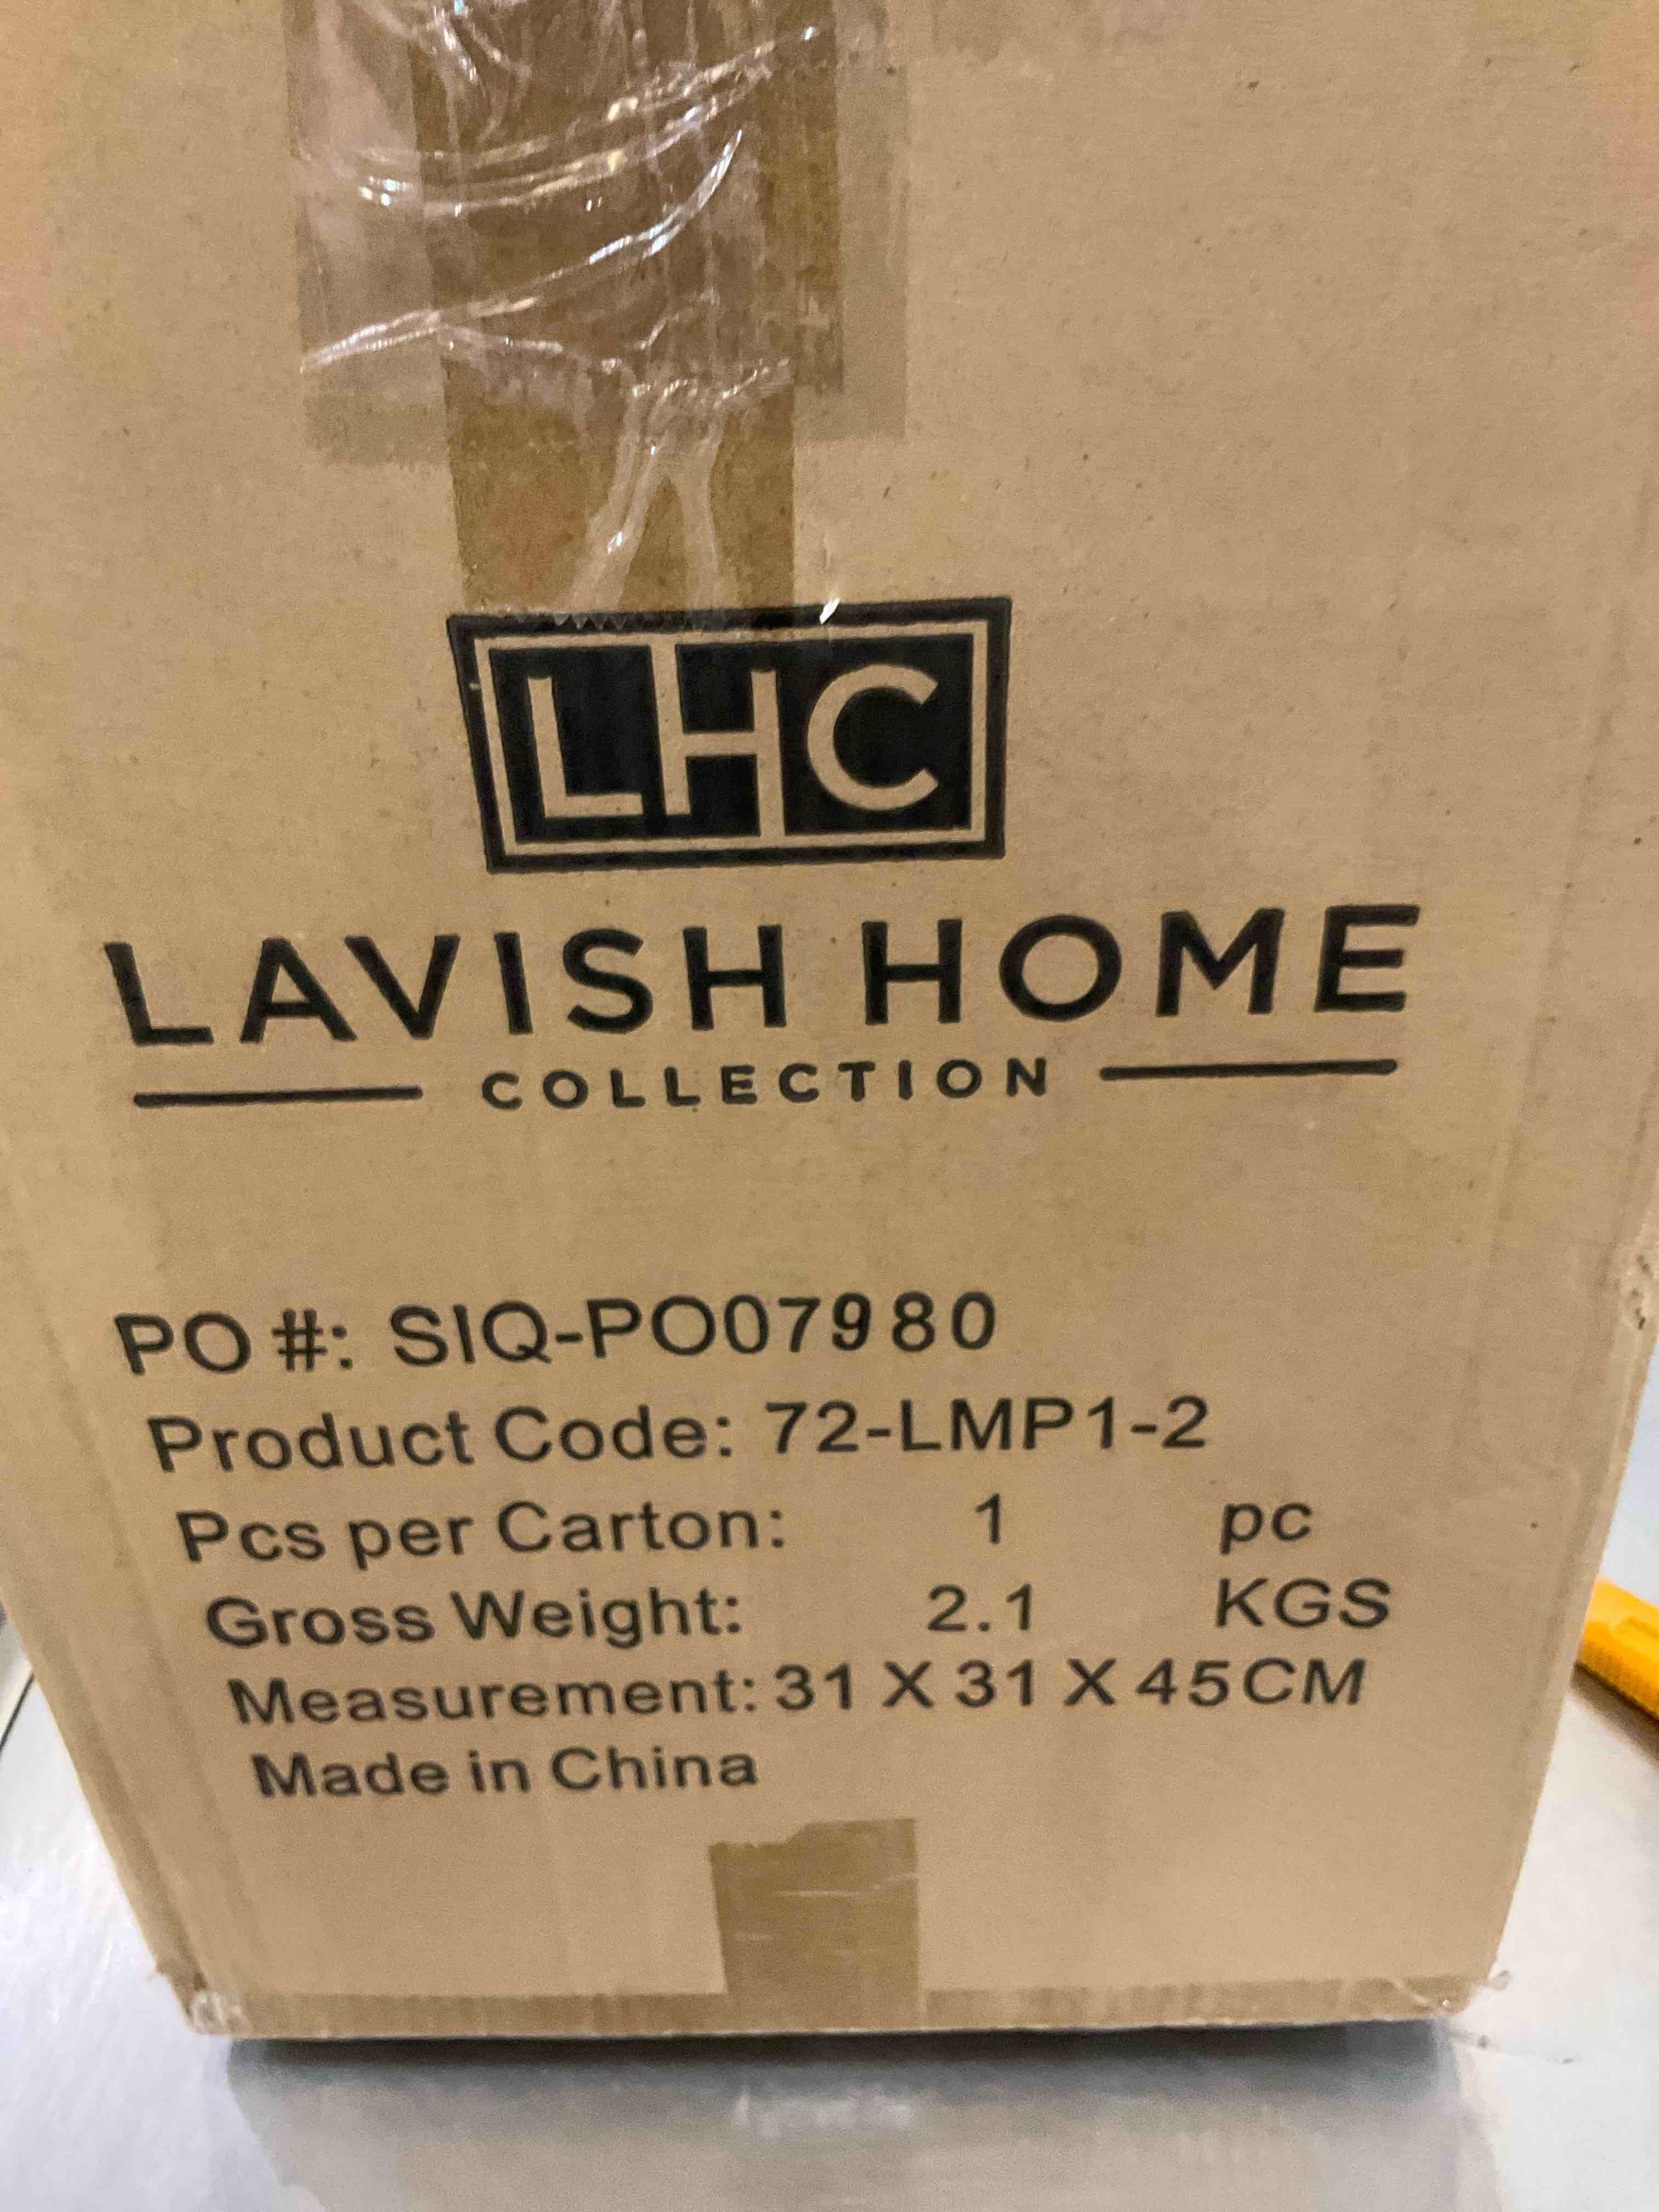 LHC
LAVISH HOME
COLLECTION
PO #: SIQ-PO07980
Product Code: 72-LMP1-2
Pcs per Carton: 1 pc
Gross Weight: 2.1 KGS
Measurement: 31 X 31 X 45CM
Made in China